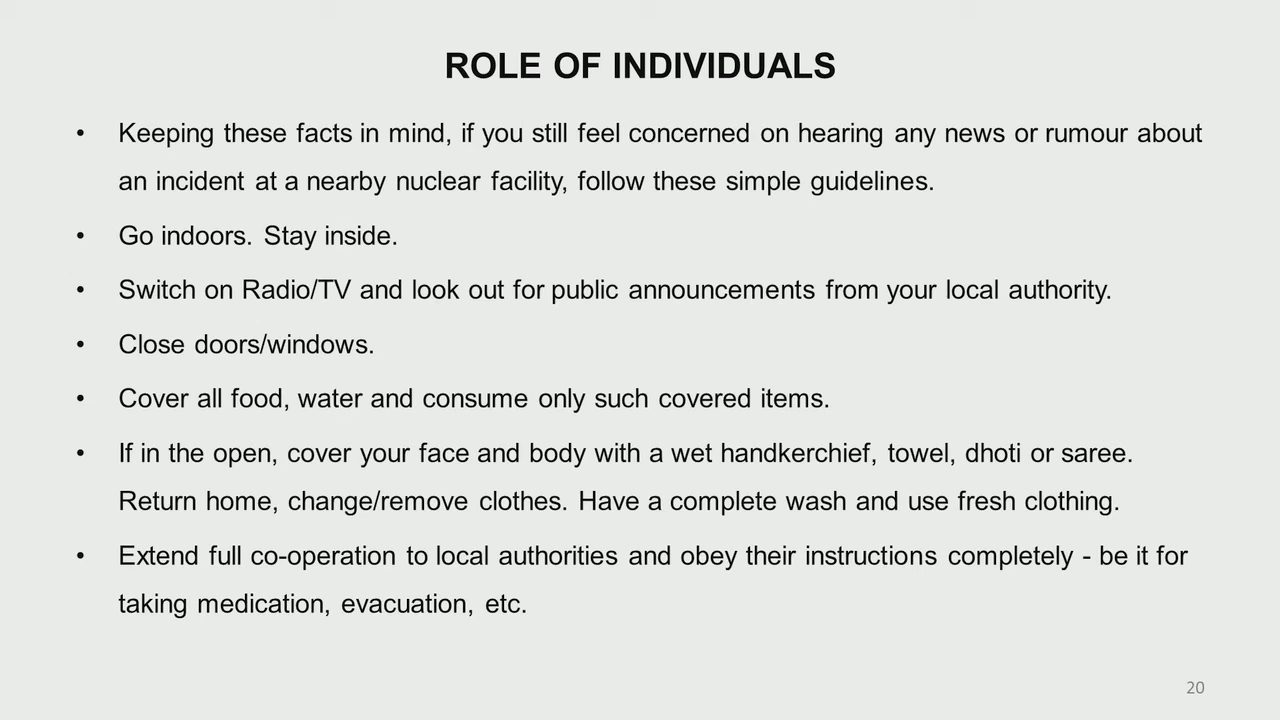 ROLE OF INDIVIDUALS
• Keeping these facts in mind, if you still feel concerned on hearing any news or rumour about
an incident at a nearby nuclear facility, follow these simple guidelines.
• Go indoors. Stay inside.
• Switch on Radio/TV and look out for public announcements from your local authority.
• Close doors/windows.
• Cover all food, water and consume only such covered items.
• If in the open, cover your face and body with a wet handkerchief, towel, dhoti or saree.
Return home, change/remove clothes. Have a complete wash and use fresh clothing.
• Extend full co-operation to local authorities and obey their instructions completely - be it for
taking medication, evacuation, etc.
20